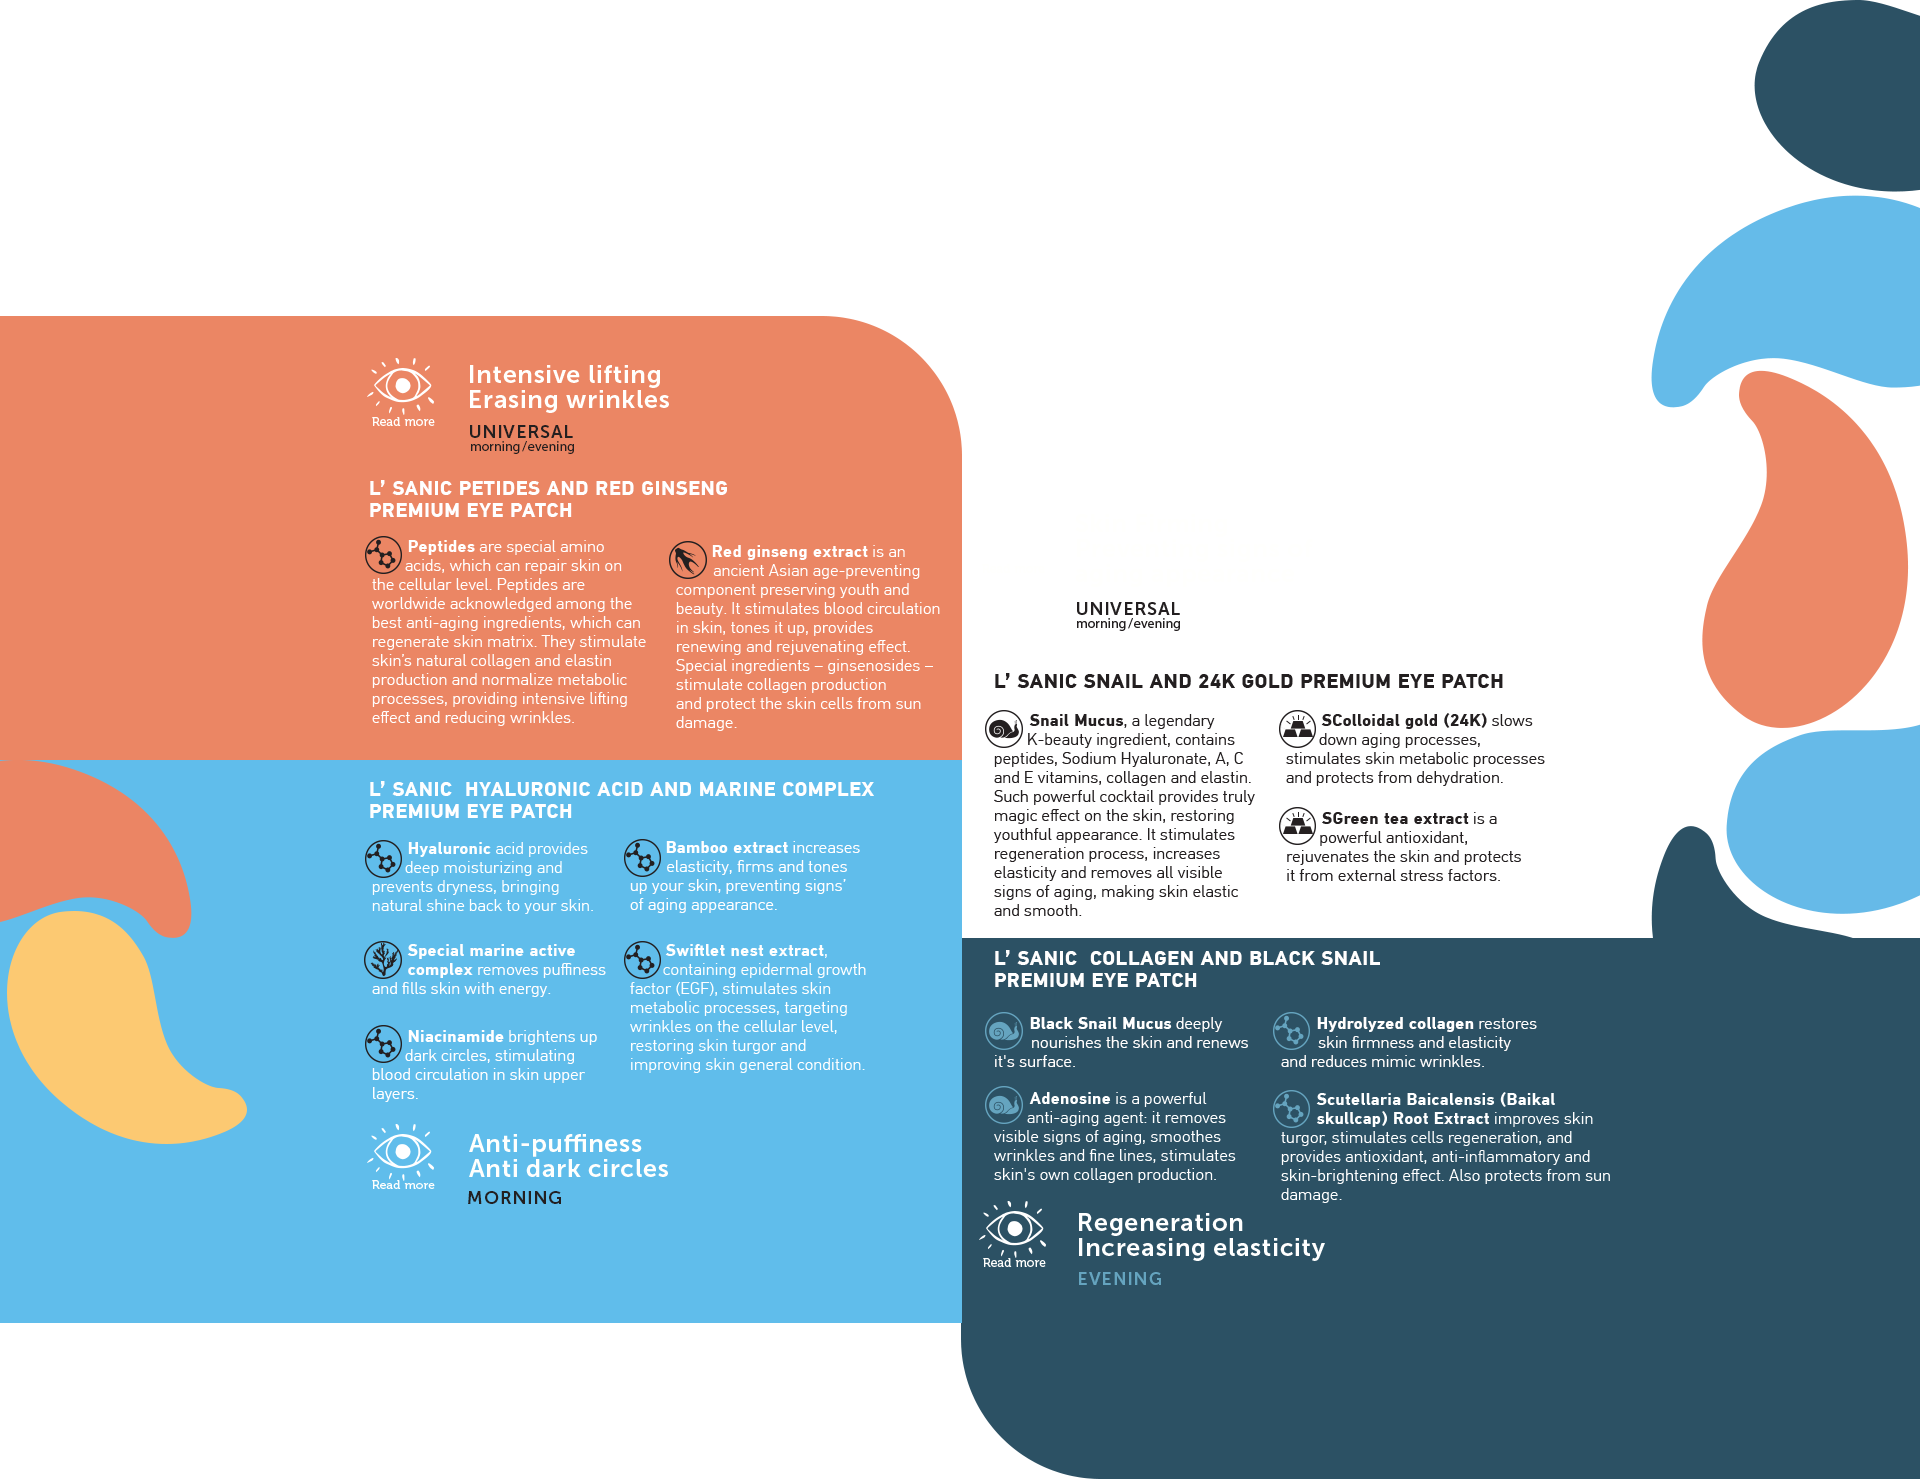 Intensive lifting
Erasing wrinkles
Read more
UNIVERSAL
morning/evening
L’ SANIC PETIDES AND RED GINSENG
PREMIUM EYE PATCH
Peptides are special amino
acids, which can repair skin on
the cellular level. Peptides are
worldwide acknowledged among the
best anti-aging ingredients, which can
regenerate skin matrix. They stimulate
skin’s natural collagen and elastin
production and normalize metabolic
processes, providing intensive lifting
effect and reducing wrinkles.
Red ginseng extract is an
ancient Asian age-preventing
component preserving youth and
beauty. It stimulates blood circulation
in skin, tones it up, provides
renewing and rejuvenating effect.
Special ingredients – ginsenosides –
stimulate collagen production
and protect the skin cells from sun
damage.
L’ SANIC  HYALURONIC ACID AND MARINE COMPLEX
PREMIUM EYE PATCH
Hyaluronic acid provides
deep moisturizing and
prevents dryness, bringing
natural shine back to your skin.
Special marine active
complex removes puffiness
and fills skin with energy.
Niacinamide brightens up
dark circles, stimulating
blood circulation in skin upper
layers.
Bamboo extract increases
elasticity, firms and tones
up your skin, preventing signs’
of aging appearance.
Swiftlet nest extract,
containing epidermal growth
factor (EGF), stimulates skin
metabolic processes, targeting
wrinkles on the cellular level,
restoring skin turgor and
improving skin general condition.
Anti-puffiness
Anti dark circles
Read more
MORNING
UNIVERSAL
morning/evening
L’ SANIC SNAIL AND 24K GOLD PREMIUM EYE PATCH
Snail Mucus, a legendary
K-beauty ingredient, contains
peptides, Sodium Hyaluronate, A, C
and E vitamins, collagen and elastin.
Such powerful cocktail provides truly
magic effect on the skin, restoring
youthful appearance. It stimulates
regeneration process, increases
elasticity and removes all visible
signs of aging, making skin elastic
and smooth.
SColloidal gold (24K) slows
down aging processes,
stimulates skin metabolic processes
and protects from dehydration.
SGreen tea extract is a
powerful antioxidant,
rejuvenates the skin and protects
it from external stress factors.
L’ SANIC  COLLAGEN AND BLACK SNAIL
PREMIUM EYE PATCH
Black Snail Mucus deeply
nourishes the skin and renews
it's surface.
Adenosine is a powerful
anti-aging agent: it removes
visible signs of aging, smoothes
wrinkles and fine lines, stimulates
skin's own collagen production.
Hydrolyzed collagen restores
skin firmness and elasticity
and reduces mimic wrinkles.
Scutellaria Baicalensis (Baikal
skullcap) Root Extract improves skin
turgor, stimulates cells regeneration, and
provides antioxidant, anti-inflammatory and
skin-brightening effect. Also protects from sun
damage.
Regeneration
Increasing elasticity
Read more
EVENING